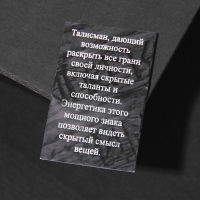 Талисман, дающий
возможность
раскрыть все грани
своей личности,
включая скрытые
таланты и
способности.
Энергетика этого
мощного знака
позволяет видеть
скрытый смысл
вещей.